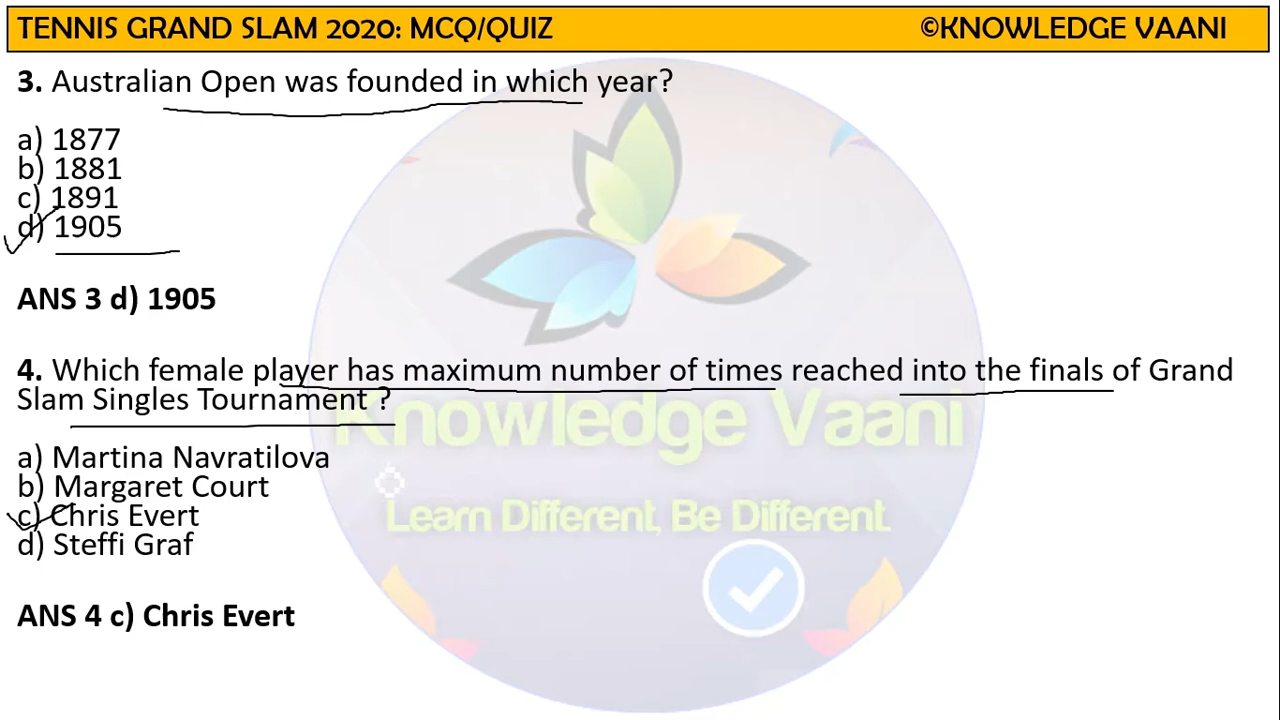 TENNIS GRAND SLAM 2020: MCQ/QUIZ ©KNOWLEDGE VAANI
3. Australian Open was founded in which year?
a) 1877
b) 1881
c) 1891
d) 1905
ANS 3 d) 1905
4. Which female player has maximum number of times reached into the finals of Grand
Slam Singles Tournament ?
Knowledge Vaani
a) Martina Navratilova
b) Margaret Court
c) Chris Evert
Learn Different, Be Different
d) Steffi Graf
ANS 4 c) Chris Evert